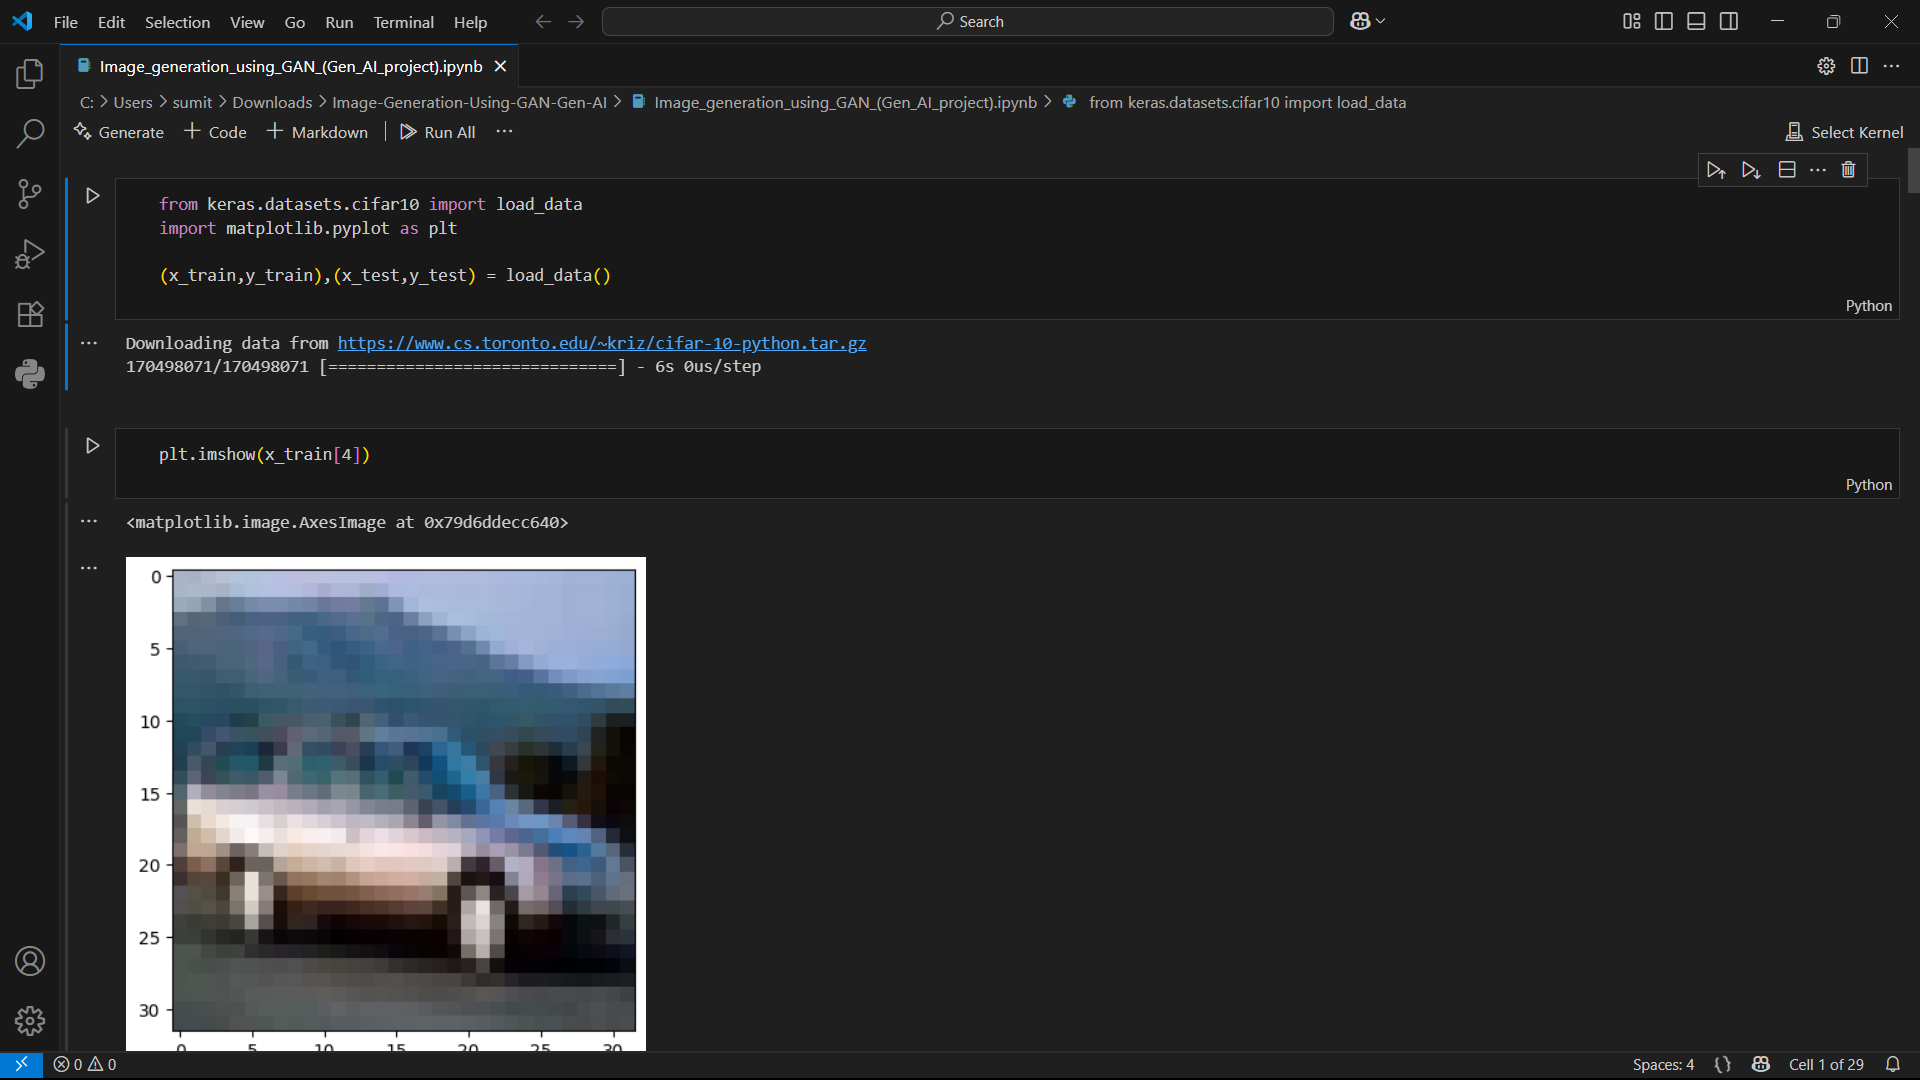 File Edit Selection View Go Run Terminal Help
Search
Image_generation_using_GAN_(Gen_AI_project).ipynb
C: > Users > sumit > Downloads > Image-Generation-Using-GAN-Gen-AI > Image_generation_using_GAN_(Gen_AI_project).ipynb > from keras.datasets.cifar10 import load_data
Generate + Code + Markdown Run All ...
Select Kernel
from keras.datasets.cifar10 import load_data
import matplotlib.pyplot as plt
(x_train,y_train),(x_test,y_test) = load_data()
Python
Downloading data from https://www.cs.toronto.edu/~kriz/cifar-10-python.tar.gz
170498071/170498071 [==============================] - 6s 0us/step
plt.imshow(x_train[4])
Python
<matplotlib.image.AxesImage at 0x79d6ddecc640>
0
5
10
15
20
25
30
0 5 10 15 20 25 30
0 0
Spaces: 4 {} Cell 1 of 29